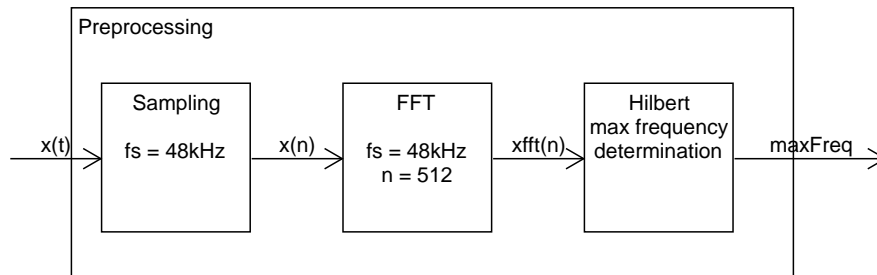 Preprocessing
x(t)
Sampling
fs = 48kHz
x(n)
FFT
fs = 48kHz
n = 512
xfft(n)
Hilbert
max frequency
determination
maxFreq